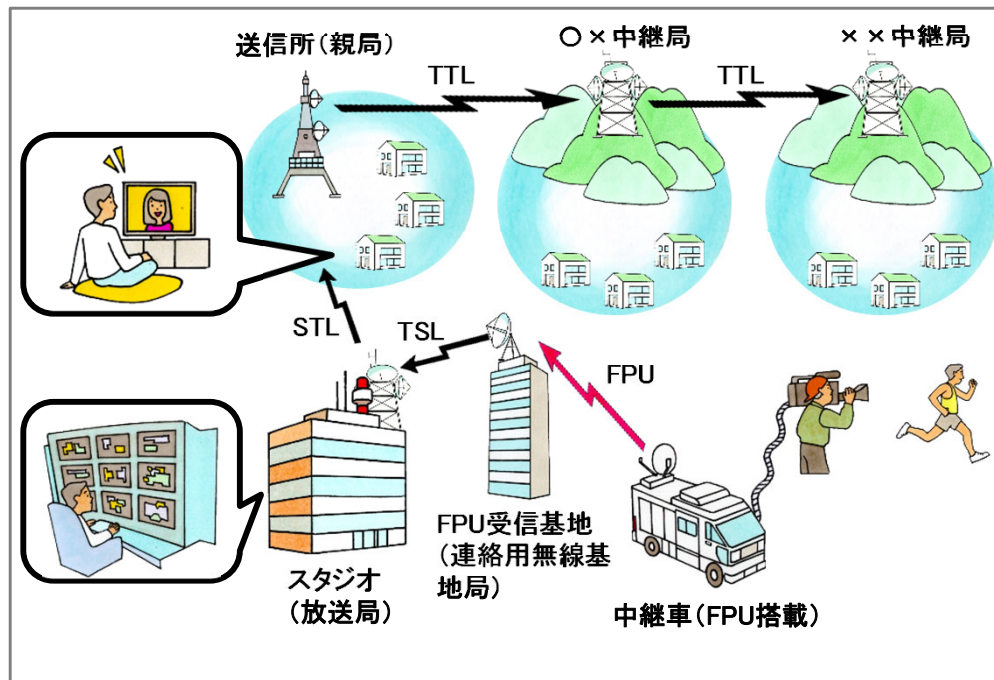 送信所(親局)
○×中継局
××中継局
TTL
TTL
STL
TSL
FPU
スタジオ
(放送局)
FPU受信基地
(連絡用無線基
地局)
中継車(FPU搭載)